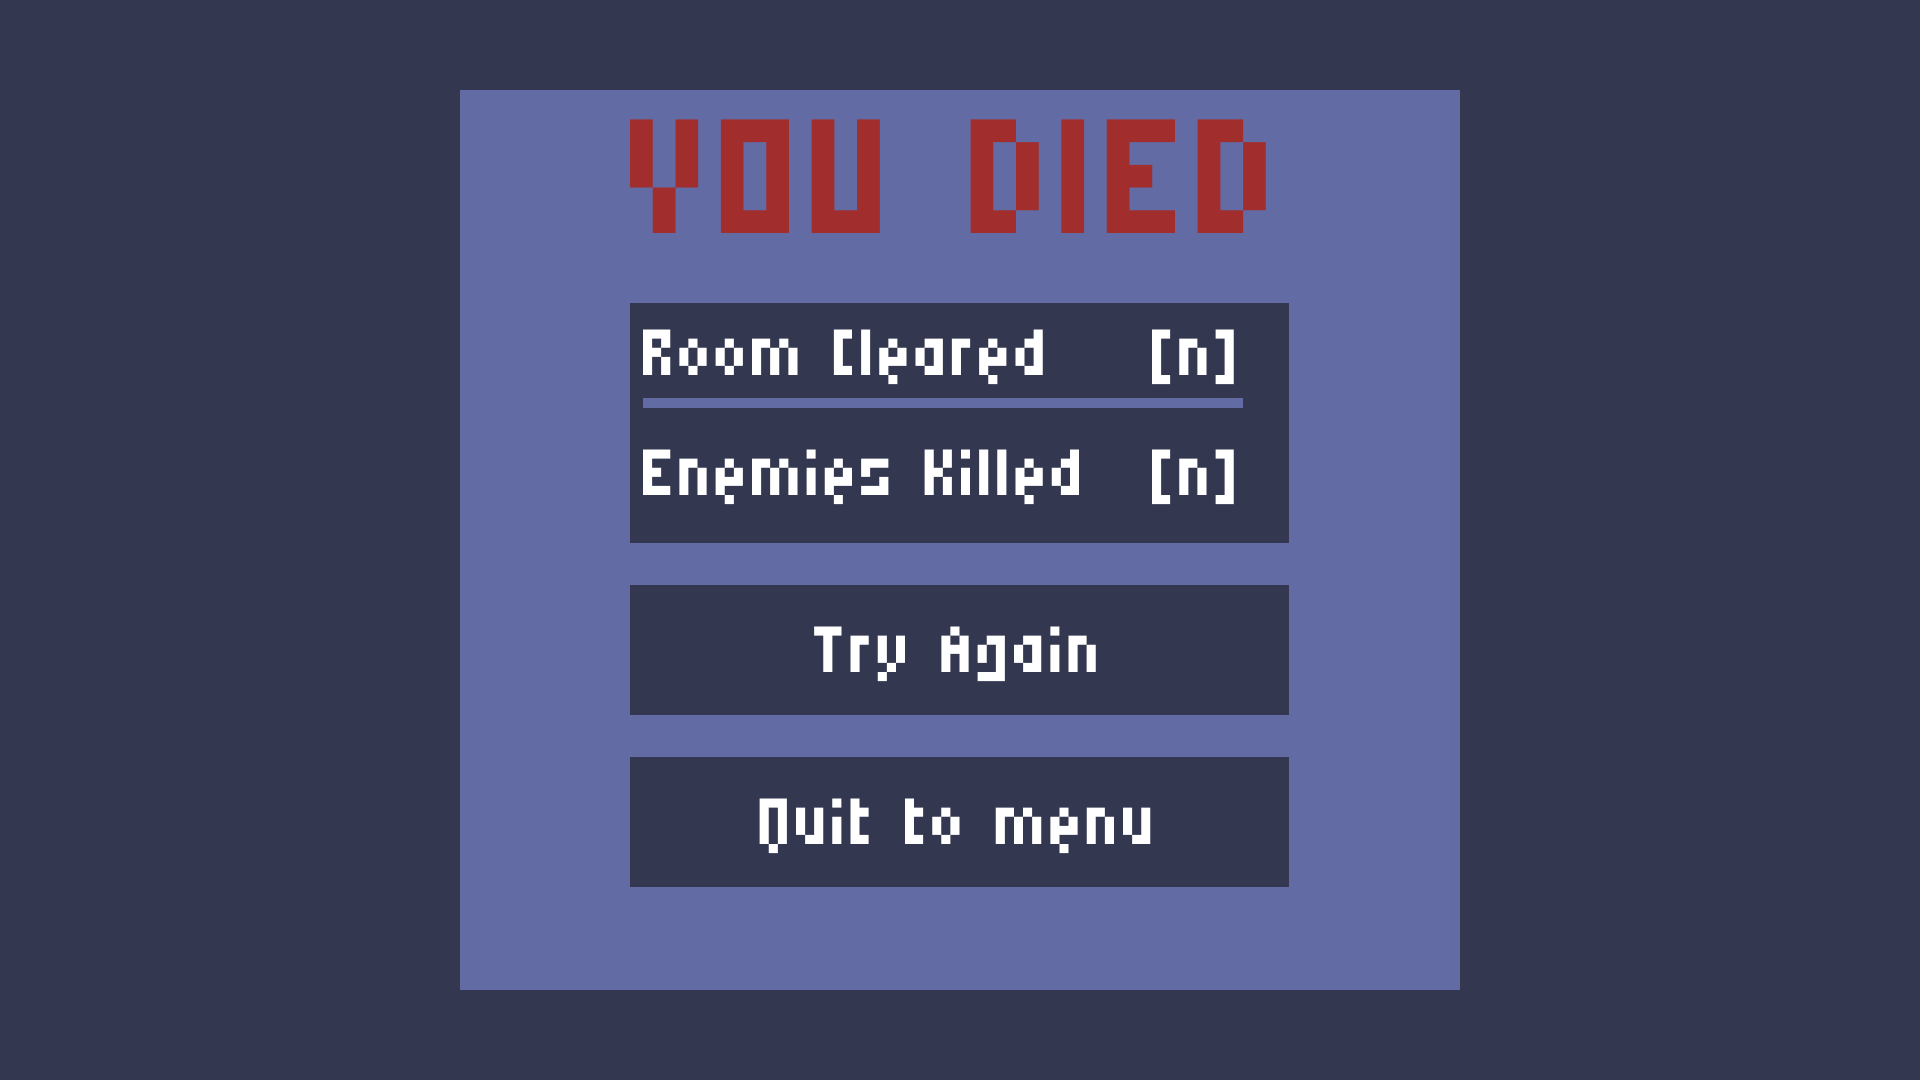 YOU DIED
Room Cleared [n]
Enemies Killed [n]
Try Again
Quit to menu